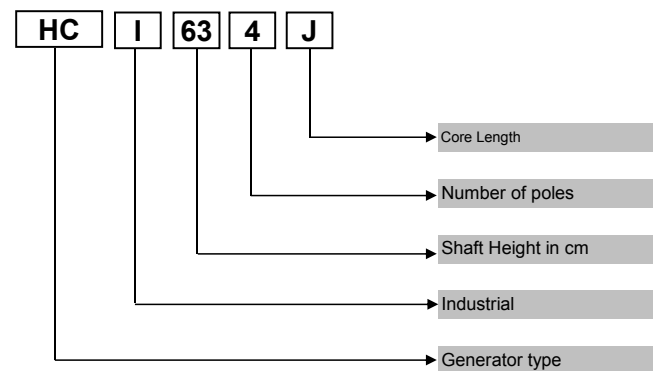 HC I 63 4 J
Core Length
Number of poles
Shaft Height in cm
Industrial
Generator type